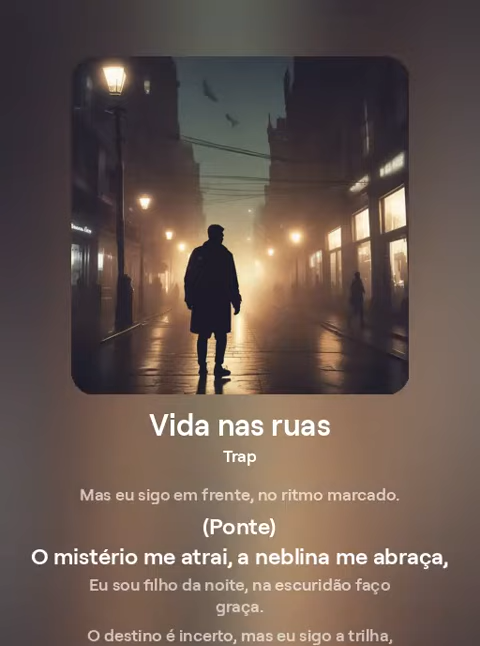 Vida nas ruas
Trap
Mas eu sigo em frente, no ritmo marcado.
(Ponte)
O mistério me atrai, a neblina me abraça,
Eu sou filho da noite, na escuridão faço
graça.
O destino é incerto, mas eu sigo a trilha,